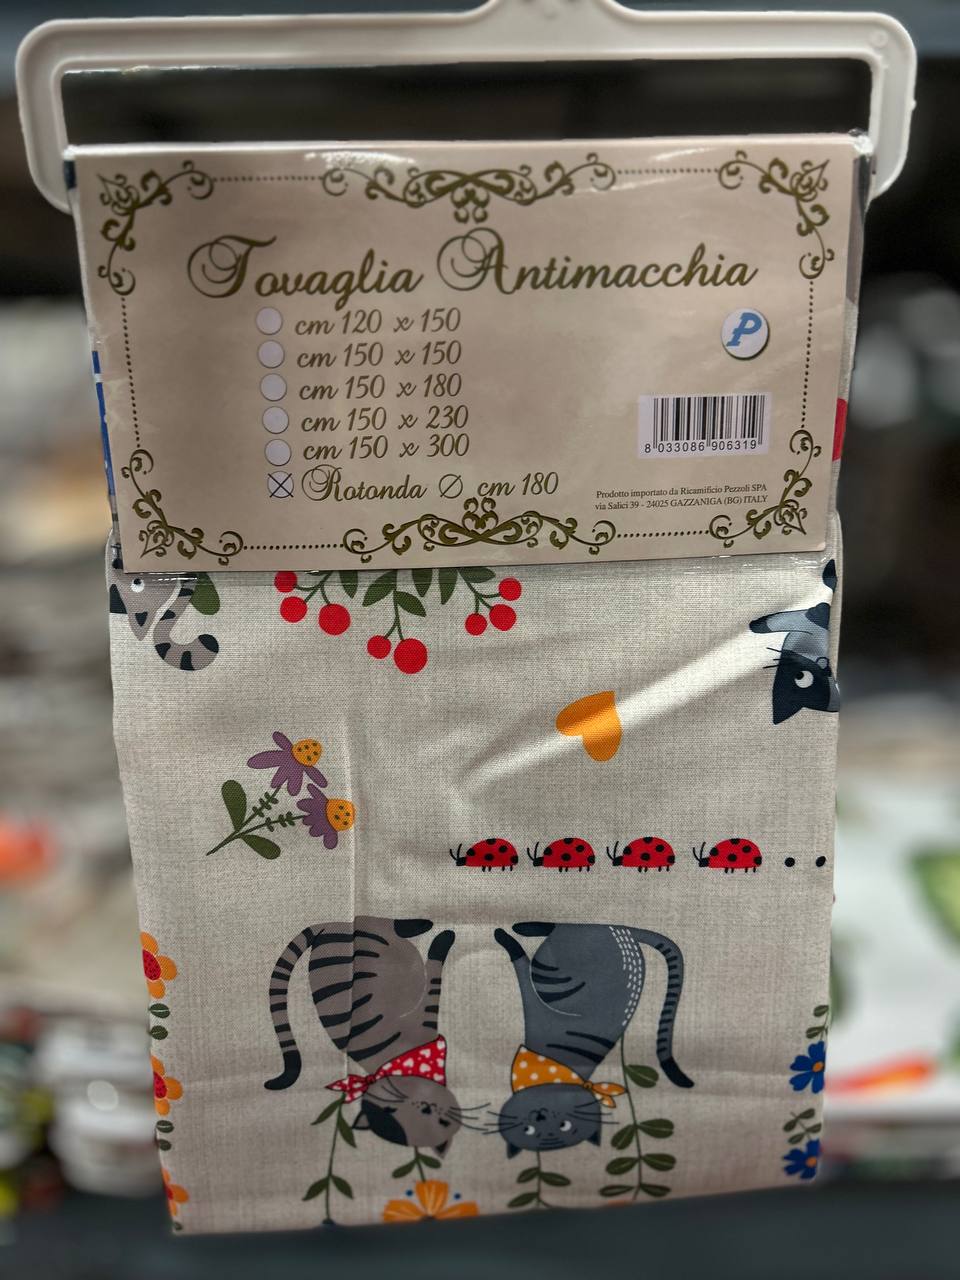 Tovaglia Antimacchia
cm 120 x 150
cm 150 x 150
cm 150 x 180
cm 150 x 230
cm 150 x 300
Rotonda Ø cm 180
P
8 033086 906319
Prodotto importato da Ricamificio Pezzoli SPA
via Salici 39 - 24025 GAZZANIGA (BG) ITALY